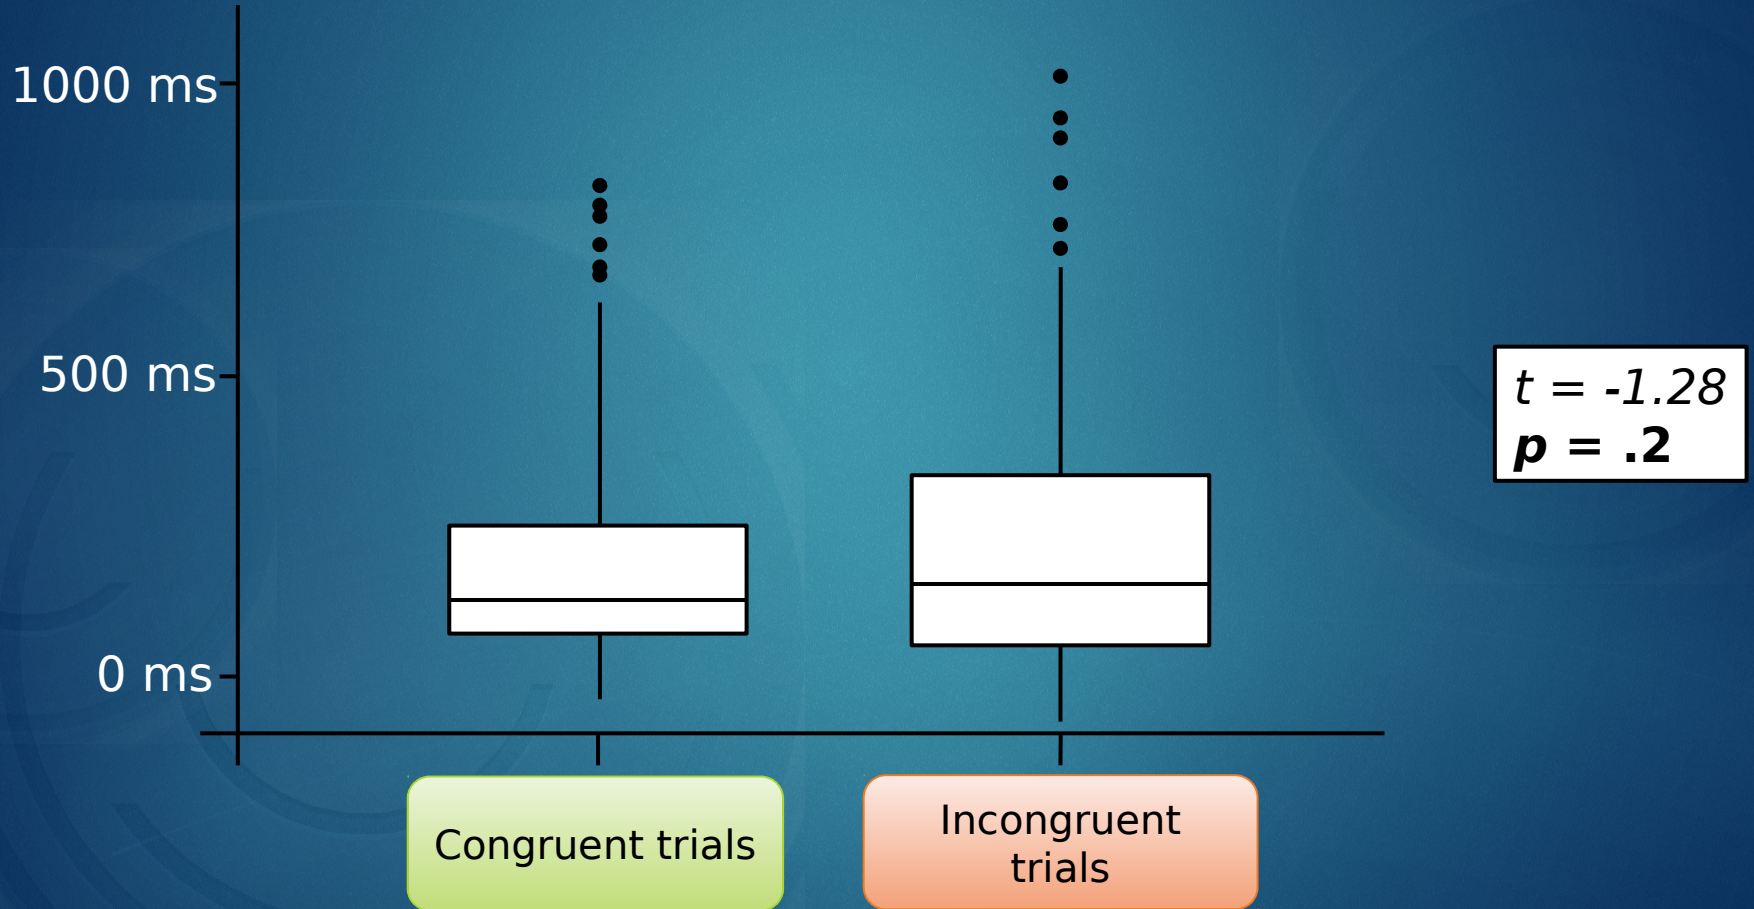 1000 ms
500 ms
0 ms
t = -1.28
p = .2
Congruent trials
Incongruent
trials